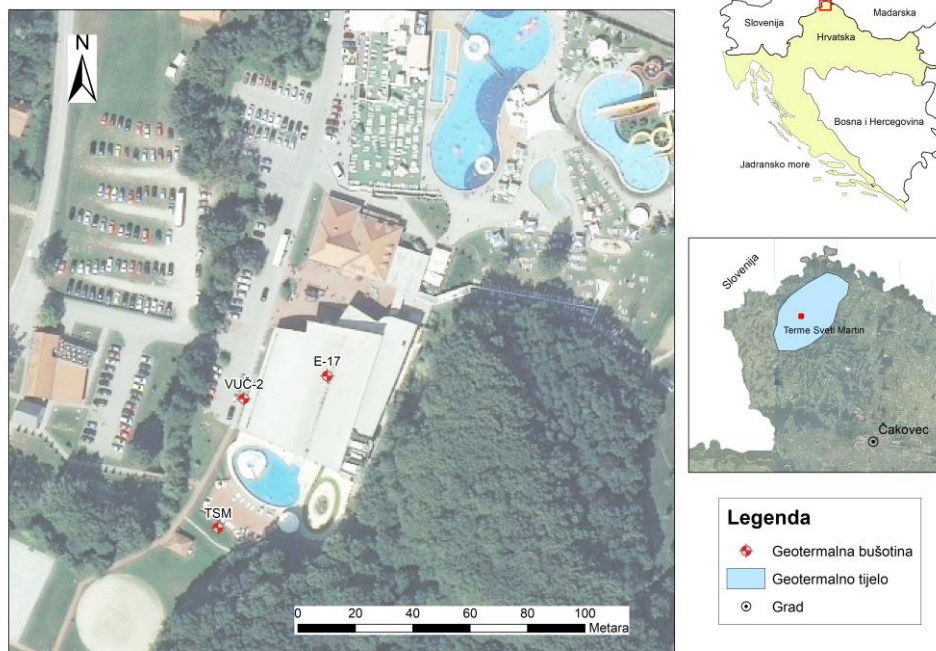 N
E-17
VUČ-2
TSM
0 20 40 60 80 100
Metara
Slovenija
Madarska
Hrvatska
Bosna i Hercegovina
Jadransko more
Slovenija
Terme Sveti Martin
Čakovec
Legenda
Geotermalna bušotina
Geotermalno tijelo
Grad